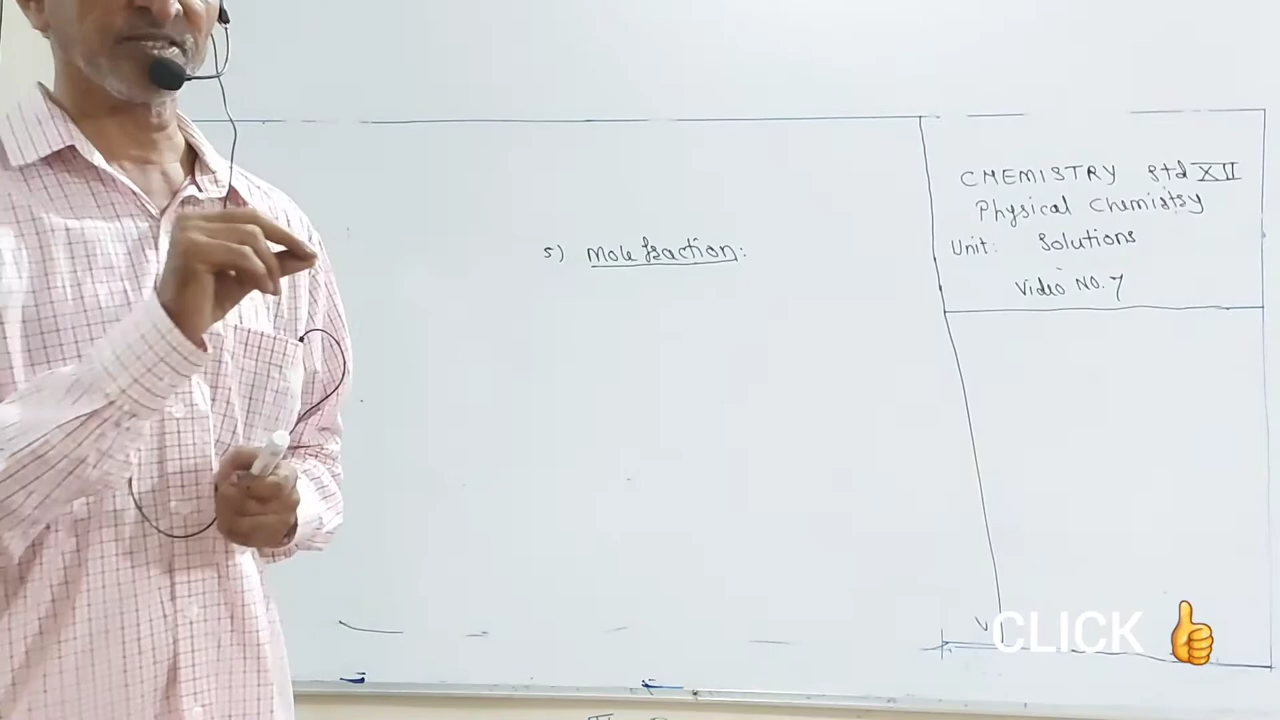 5) Mole fraction:
CHEMISTRY Std XII
Physical Chemistry
Unit: Solutions
Video No. 7
CLICK 👍